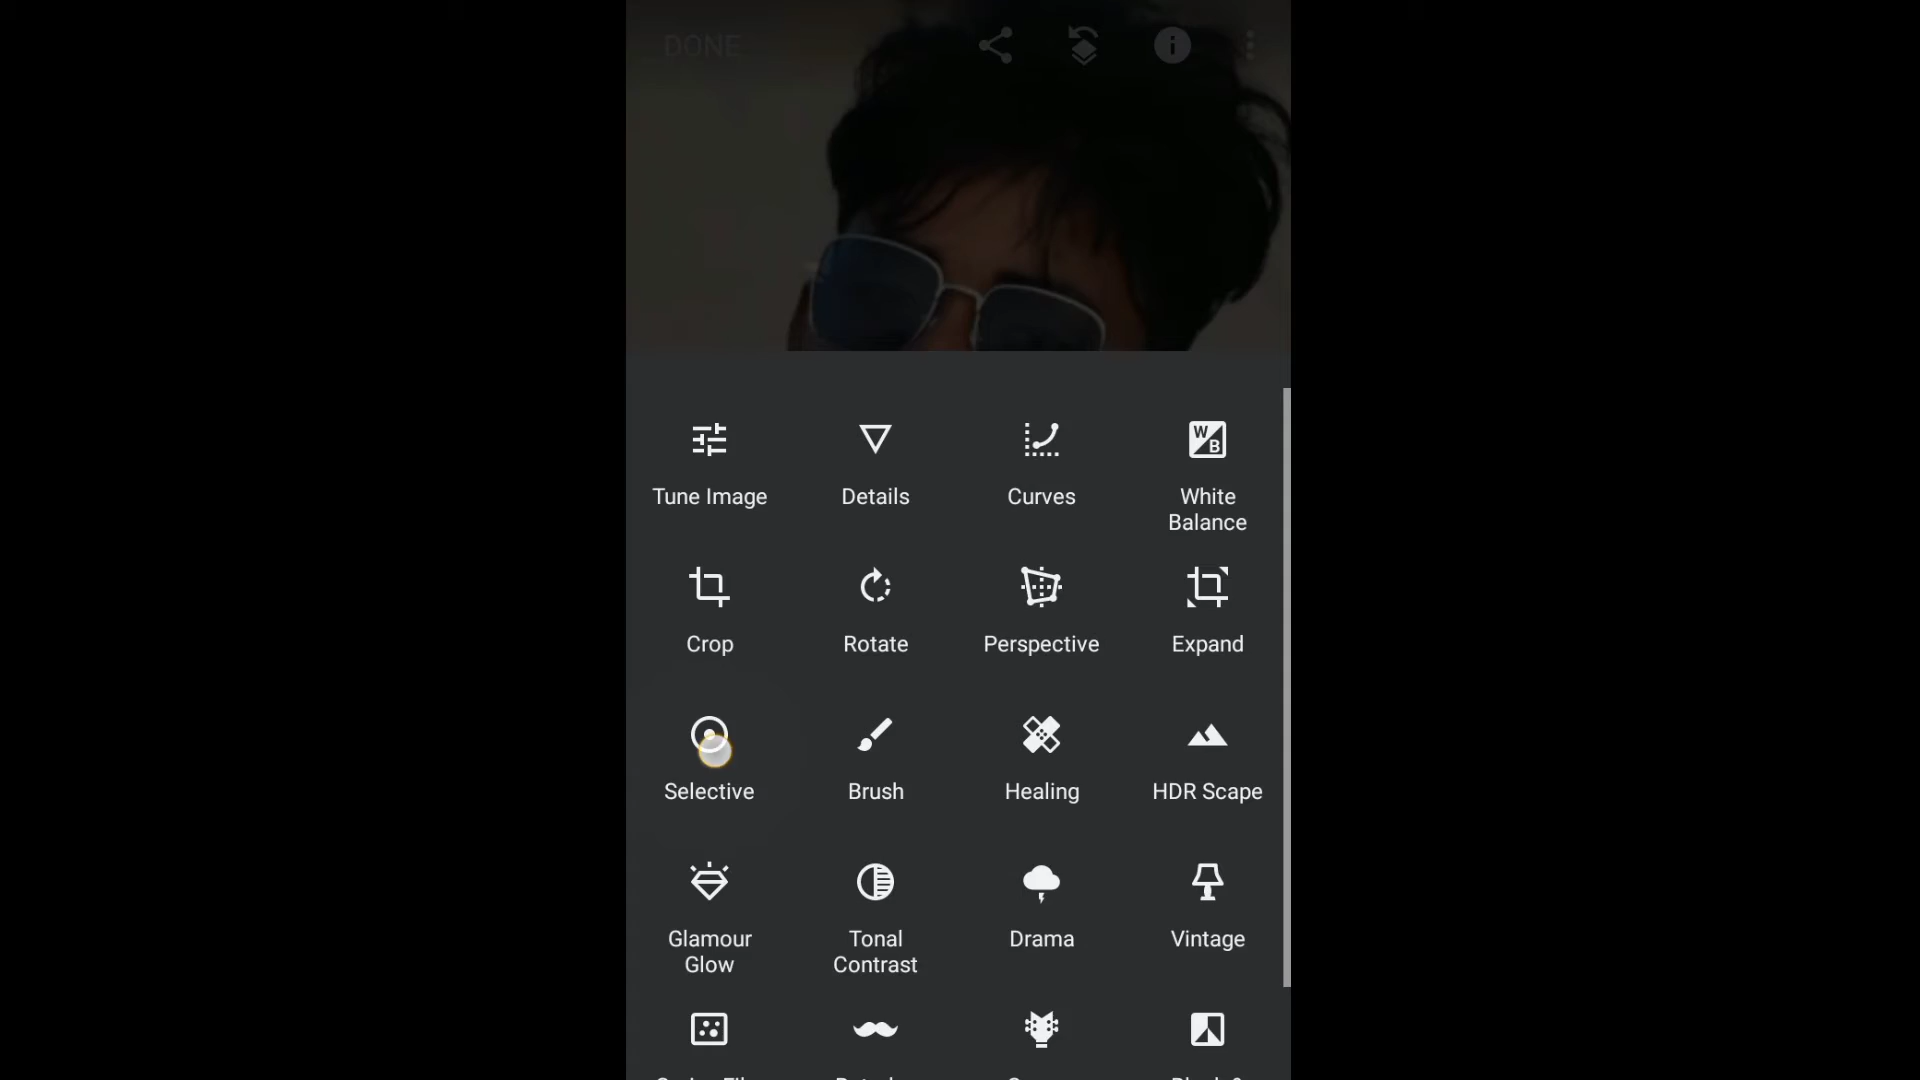 DONE
Tune Image
Details
Curves
White
Balance
Crop
Rotate
Perspective
Expand
Selective
Brush
Healing
HDR Scape
Glamour
Glow
Tonal
Contrast
Drama
Vintage